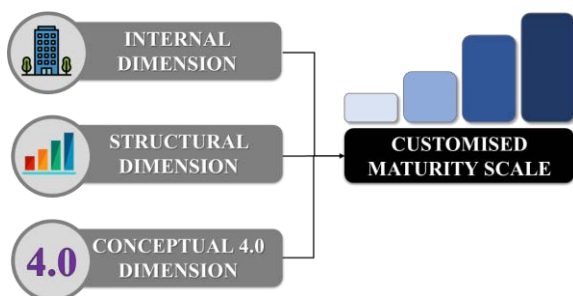 INTERNAL
DIMENSION
STRUCTURAL
DIMENSION
CUSTOMISED
MATURITY SCALE
4.0
CONCEPTUAL 4.0
DIMENSION